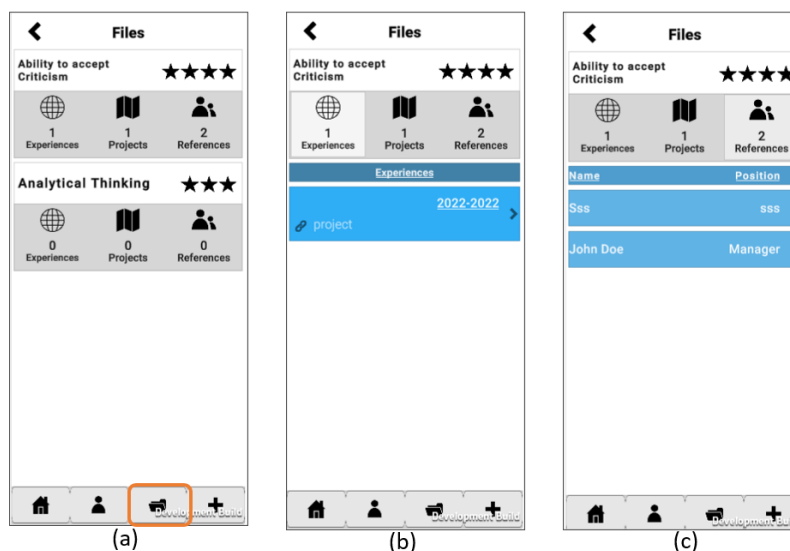 Files
Ability to accept
Criticism
1 1 2
Experiences Projects References
Analytical Thinking
0 0 0
Experiences Projects References
Development Build
(a)
Files
Ability to accept
Criticism
1 1 2
Experiences Projects References
Experiences
2022-2022
project
Development Build
(b)
Files
Ability to accept
Criticism
1 1 2
Experiences Projects References
Name Position
Sss sss
John Doe Manager
Development Bu
(c)